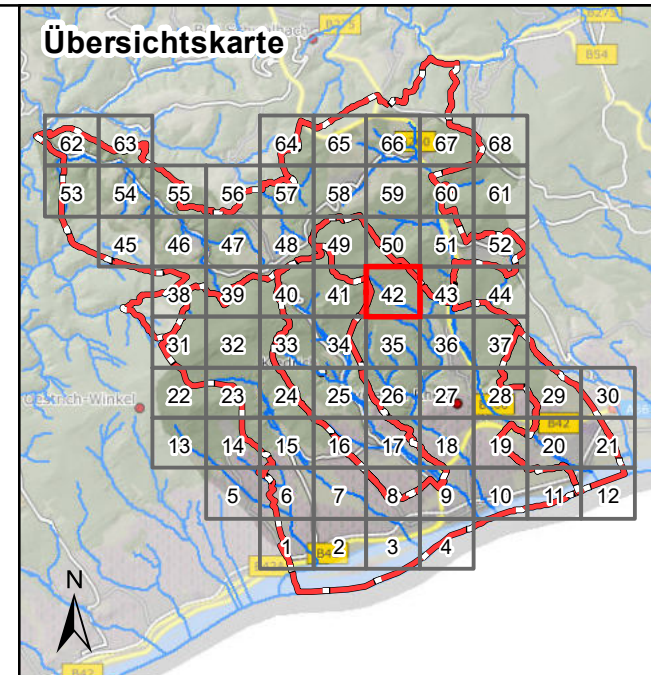 Übersichtskarte
B275
B54
62 63 64 65 66 67 68
53 54 55 56 57 58 59 60 61
45 46 47 48 49 50 51 52
38 39 40 41 42 43 44
31 32 33 34 35 36 37
Oestrich-Winkel
22 23 24 25 26 27 28 29 30
B42
13 14 15 16 17 18 19 20 21
5 6 7 8 9 10 11 12
1 2 3 4
N
B42